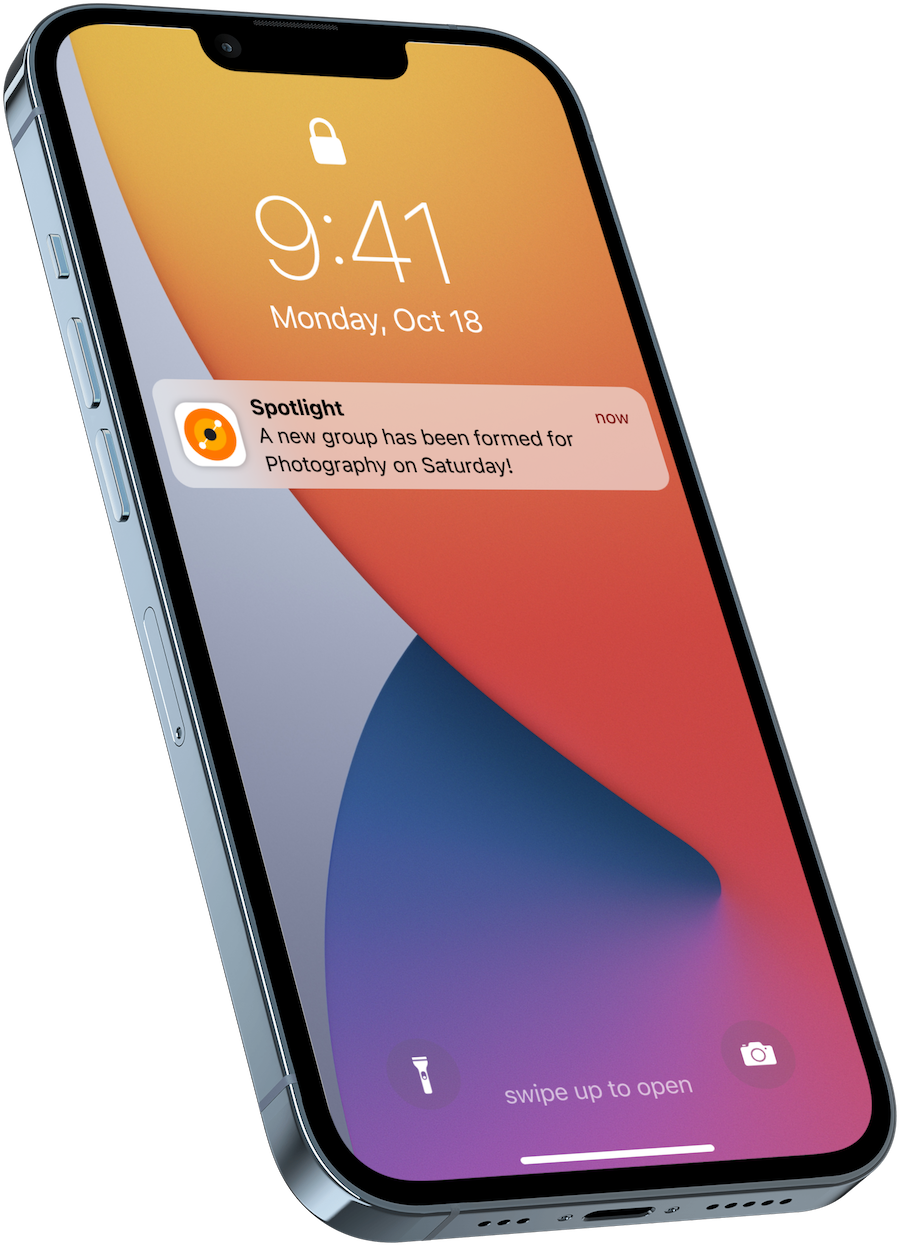 9:41
Monday, Oct 18
Spotlight
now
A new group has been formed for
Photography on Saturday!
swipe up to open